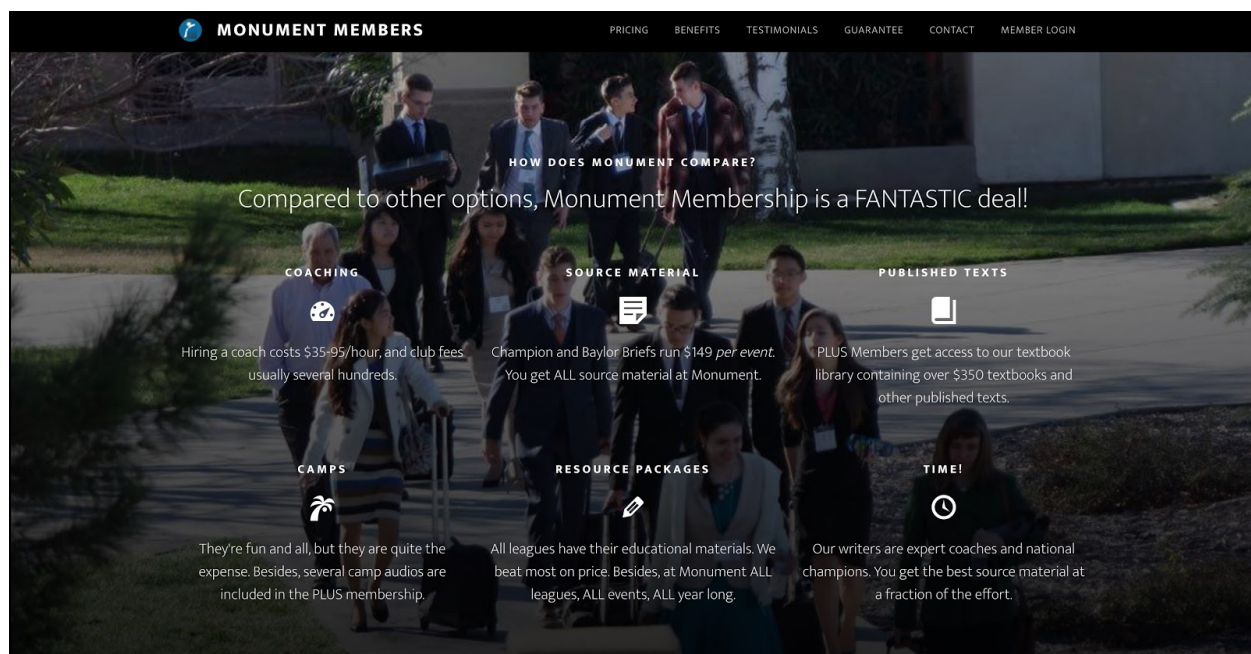 MONUMENT MEMBERS
PRICING
BENEFITS
TESTIMONIALS
GUARANTEE
CONTACT
MEMBER LOGIN
HOW DOES MONUMENT COMPARE?
Compared to other options, Monument Membership is a FANTASTIC deal!
COACHING
Hiring a coach costs $35-95/hour, and club fees
usually several hundreds.
SOURCE MATERIAL
Champion and Baylor Briefs run $149 per event.
You get ALL source material at Monument.
PUBLISHED TEXTS
PLUS Members get access to our textbook
library containing over $350 textbooks and
other published texts.
CAMPS
They're fun and all, but they are quite the
expense. Besides, several camp audios are
included in the PLUS membership.
RESOURCE PACKAGES
All leagues have their educational materials. We
beat most on price. Besides, at Monument ALL
leagues, ALL events, ALL year long.
TIME!
Our writers are expert coaches and national
champions. You get the best source material at
a fraction of the effort.